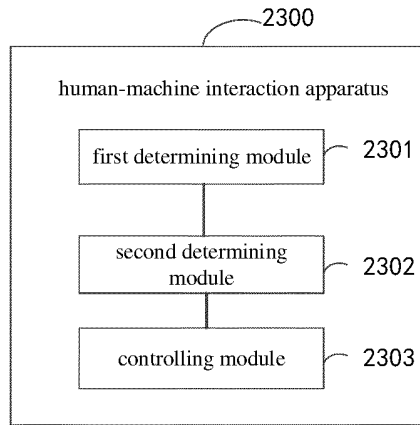 2300
human-machine interaction apparatus
first determining module
2301
second determining
module
2302
controlling module
2303